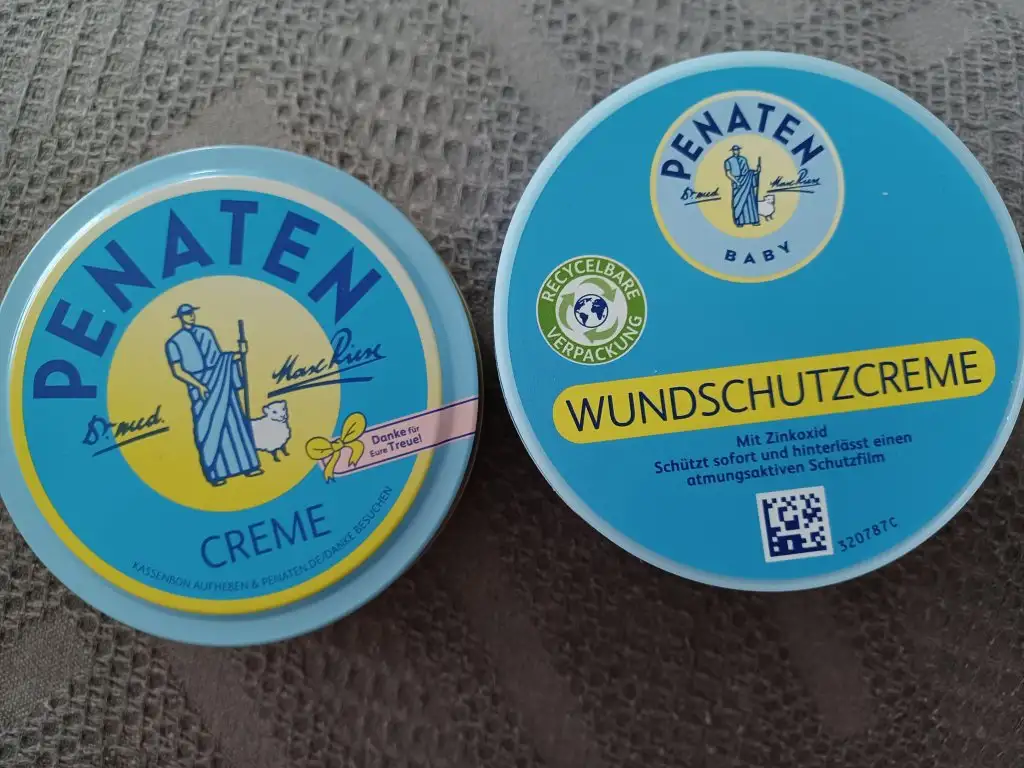 PENATEN
Dr. med. Max Riese
Danke für
Eure Treue!
CREME
KASSENBON AUFHEBEN & PENATEN.DE/DANKE BESUCHEN
PENATEN
Dr. med. Max Riese
BABY
RECYCELBARE
VERPACKUNG
WUNDSCHUTZCREME
Mit Zinkoxid
Schützt sofort und hinterlässt einen
atmungsaktiven Schutzfilm
320787C